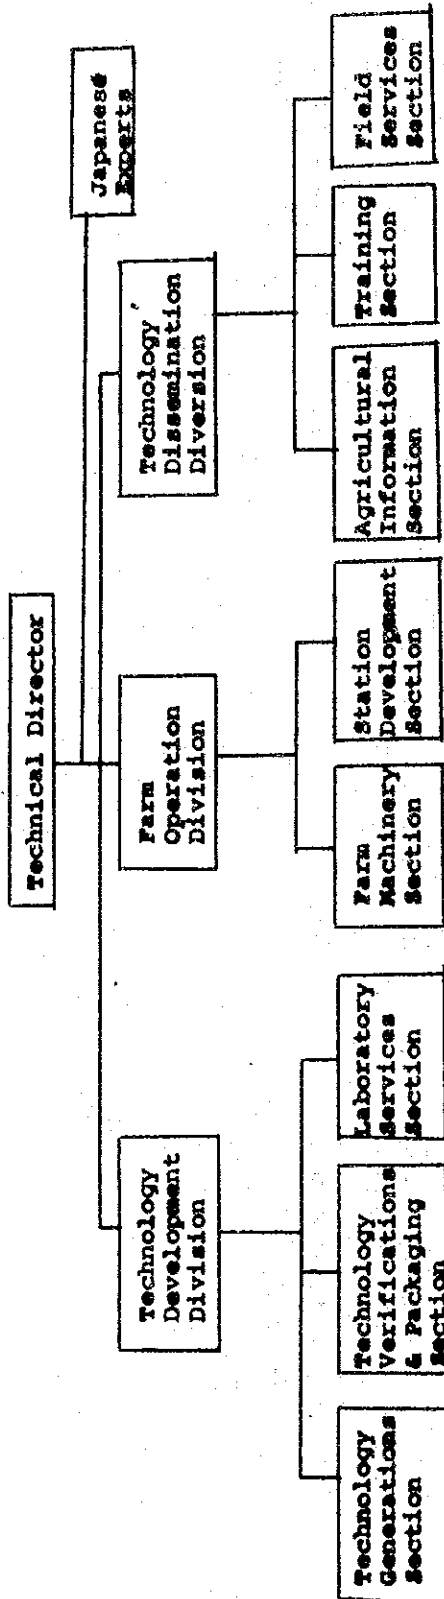 Technical Director
Japanese
Experts
Technology
Development
Division
Farm
Operation
Division
Technology
Dissemination
Diversion
Technology
Generations
Section
Technology
Verifications
& Packaging
Section
Laboratory
Services
Section
Farm
Machinery
Section
Station
Development
Section
Agricultural
Information
Section
Training
Section
Field
Services
Section